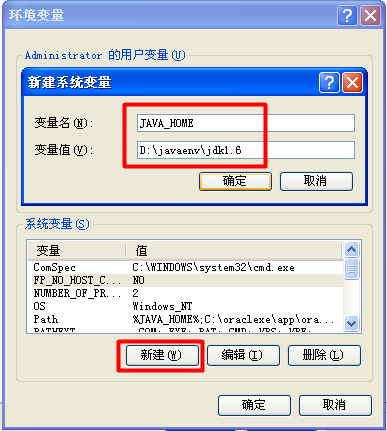 环境变量
Administrator 的用户变量(U)
新建系统变量
变量名(N): JAVA_HOME
变量值(V): D:\javaenv\jdk1.6
确定 取消
系统变量(S)
变量 值
ComSpec C:\WINDOWS\system32\cmd.exe
FP_NO_HOST_C... NO
NUMBER_OF_PR... 2
OS Windows_NT
Path %JAVA_HOME%;C:\oraclexe\app\ora...
PATHEXT .COM;.EXE;.BAT;.CMD;.VBS;.VBE;
新建(W) 编辑(I) 删除(L)
确定 取消